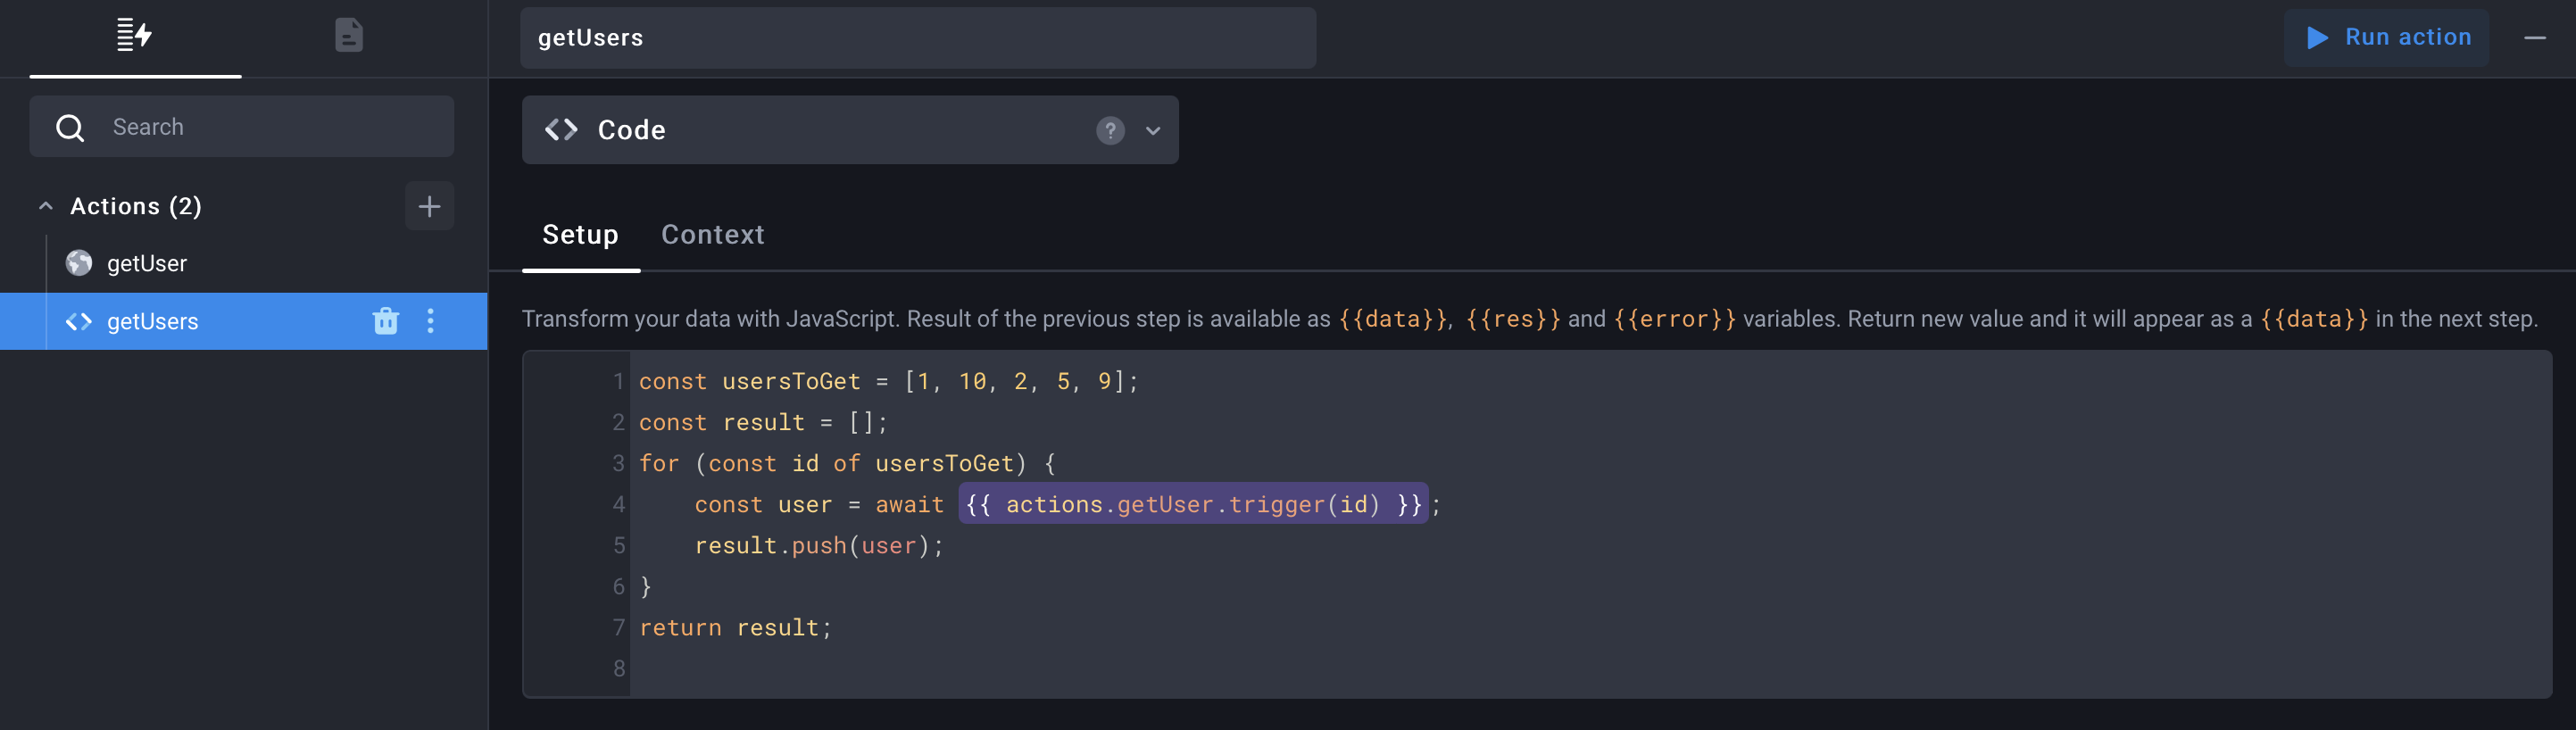 getUsers
Run action
Search
Code
?
Actions (2)
getUser
getUsers
Setup
Context
Transform your data with JavaScript. Result of the previous step is available as {{data}}, {{res}} and {{error}} variables. Return new value and it will appear as a {{data}} in the next step.
1 const usersToGet = [1, 10, 2, 5, 9];
2 const result = [];
3 for (const id of usersToGet) {
4     const user = await {{ actions.getUser.trigger(id) }};
5     result.push(user);
6 }
7 return result;
8